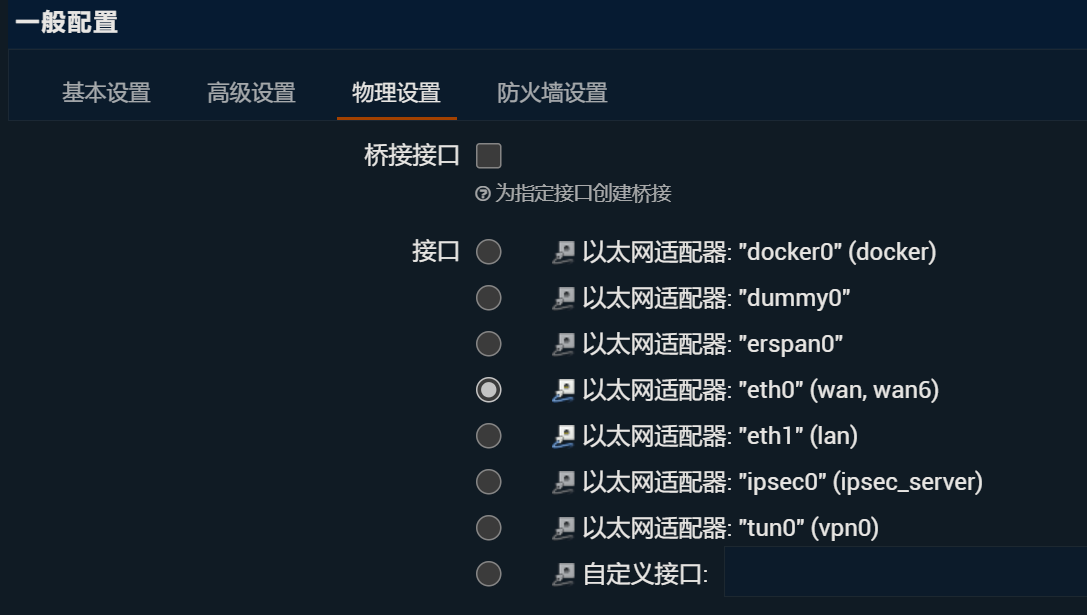 一般配置
基本设置 高级设置 物理设置 防火墙设置
桥接接口
为指定接口创建桥接
接口 以太网适配器: "docker0" (docker)
以太网适配器: "dummy0"
以太网适配器: "erspan0"
以太网适配器: "eth0" (wan, wan6)
以太网适配器: "eth1" (lan)
以太网适配器: "ipsec0" (ipsec_server)
以太网适配器: "tun0" (vpn0)
自定义接口: